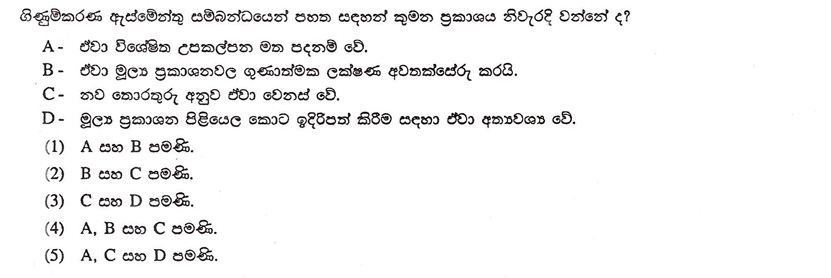 ගිණුම්කරණ ඇස්මේන්තු සම්බන්ධයෙන් පහත සඳහන් කුමන ප්‍රකාශය නිවැරදි වන්නේ ද?
A - ඒවා විශේෂිත උපකල්පන මත පදනම් වේ.
B - ඒවා මූල්‍ය ප්‍රකාශනවල ගුණාත්මක ලක්ෂණ අවතක්සේරු කරයි.
C - නව තොරතුරු අනුව ඒවා වෙනස් වේ.
D - මූල්‍ය ප්‍රකාශන පිළියෙල කොට ඉදිරිපත් කිරීම සඳහා ඒවා අත්‍යවශ්‍ය වේ.
(1) A සහ B පමණි.
(2) B සහ C පමණි.
(3) C සහ D පමණි.
(4) A, B සහ C පමණි.
(5) A, C සහ D පමණි.